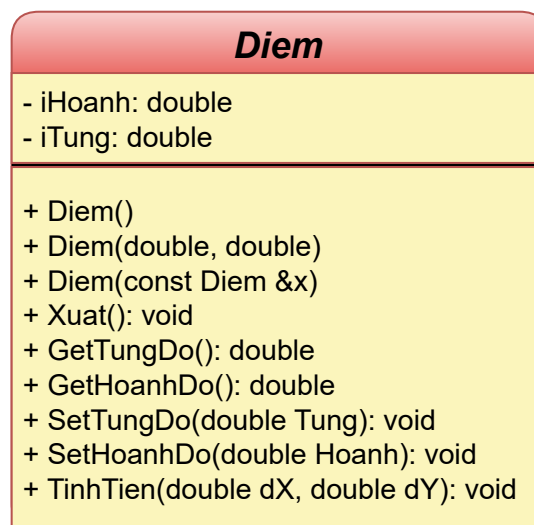 Diem
- iHoanh: double
- iTung: double
+ Diem()
+ Diem(double, double)
+ Diem(const Diem &x)
+ Xuat(): void
+ GetTungDo(): double
+ GetHoanhDo(): double
+ SetTungDo(double Tung): void
+ SetHoanhDo(double Hoanh): void
+ TinhTien(double dX, double dY): void